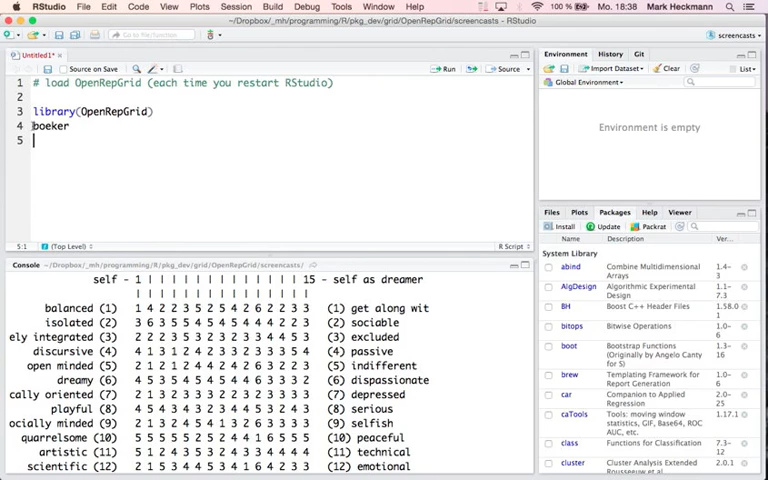 RStudio File Edit Code View Plots Session Build Debug Tools Window Help 100 % Mo. 18:38 Mark Heckmann
~/Dropbox/_mh/programming/R/pkg_dev/grid/OpenRepGrid/screencasts - RStudio
Go to file/function
screencasts
Untitled1*
Source on Save
Run
Source
1 # load OpenRepGrid (each time you restart RStudio)
2
3 library(OpenRepGrid)
4 boeker
5
5:1 (Top Level) R Script
Console ~/Dropbox/_mh/programming/R/pkg_dev/grid/OpenRepGrid/screencasts/
self - 1 | | | | | | | | | | | | | 15 - self as dreamer
| | | | | | | | | | | | | |
balanced (1) 1 4 2 2 3 5 2 5 4 2 6 2 2 3 3 (1) get along wit
isolated (2) 3 6 3 5 5 4 5 4 5 4 4 4 2 2 3 (2) sociable
ely integrated (3) 2 2 2 3 5 3 2 3 2 3 3 4 4 5 3 (3) excluded
discursive (4) 4 1 3 1 2 4 2 3 2 2 3 3 3 5 4 (4) passive
open minded (5) 2 1 2 1 2 4 4 2 4 2 6 3 2 2 3 (5) indifferent
dreamy (6) 4 5 3 5 4 5 4 5 4 4 6 3 3 3 2 (6) dispassionate
cally oriented (7) (7) depressed
playful (8) 4 5 4 3 4 3 2 3 4 4 5 3 2 4 3 (8) serious
ocially minded (9) 2 1 3 2 4 5 4 1 3 2 6 3 3 3 3 (9) selfish
quarrelsome (10) 5 5 5 5 5 2 5 2 4 4 1 6 5 5 5 (10) peaceful
artistic (11) 5 1 2 4 3 5 3 2 4 3 3 4 4 4 4 (11) technical
scientific (12) 2 1 5 3 4 4 5 3 4 1 6 4 2 3 3 (12) emotional
Environment History Git
Import Dataset
Clear
List
Global Environment
Environment is empty
Files Plots Packages Help Viewer
Install Update Packrat
Name Description Ver...
System Library
abind Combine Multidimensional Arrays 1.4-3
AlgDesign Algorithmic Experimental Design 1.1-7.3
BH Boost C++ Header Files 1.58.0 1
bitops Bitwise Operations 1.0-6
boot Bootstrap Functions (Originally by Angelo Canty for S) 1.3-16
brew Templating Framework for Report Generation 1.0-6
car Companion to Applied Regression 2.0-25
caTools Tools: moving window statistics, GIF, Base64, ROC AUC, etc. 1.17.1
class Functions for Classification 7.3-12
cluster Cluster Analysis Extended Rousseeuw et al. 2.0.1